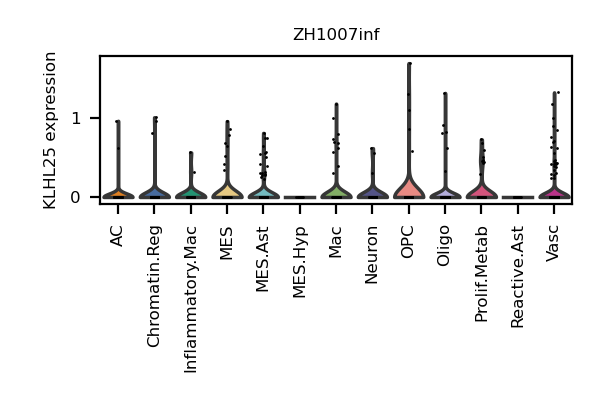 ZH1007inf
KLHL25 expression
1
0
AC
Chromatin.Reg
Inflammatory.Mac
MES
MES.Ast
MES.Hyp
Mac
Neuron
OPC
Oligo
Prolif.Metab
Reactive.Ast
Vasc